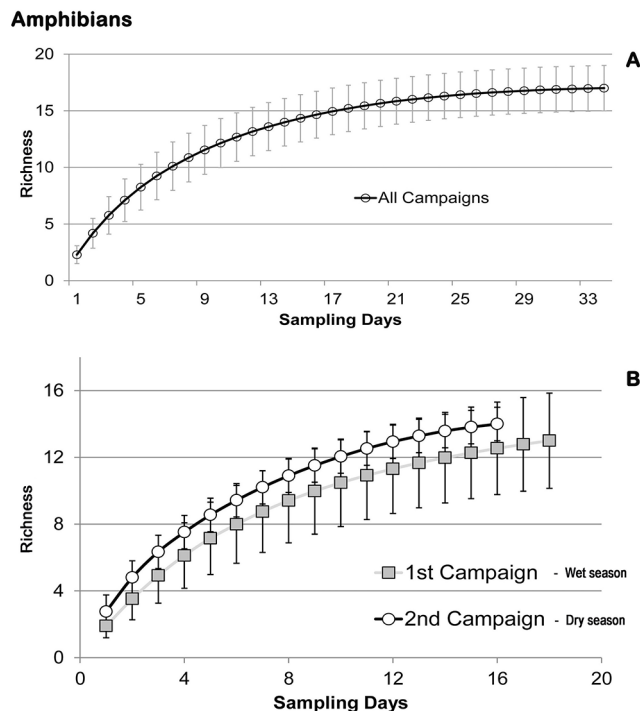 Amphibians
A
20
15
10
5
0
Richness
All Campaigns
1 5 9 13 17 21 25 29 33
Sampling Days
B
16
12
8
4
0
Richness
1st Campaign - Wet season
2nd Campaign - Dry season
0 4 8 12 16 20
Sampling Days